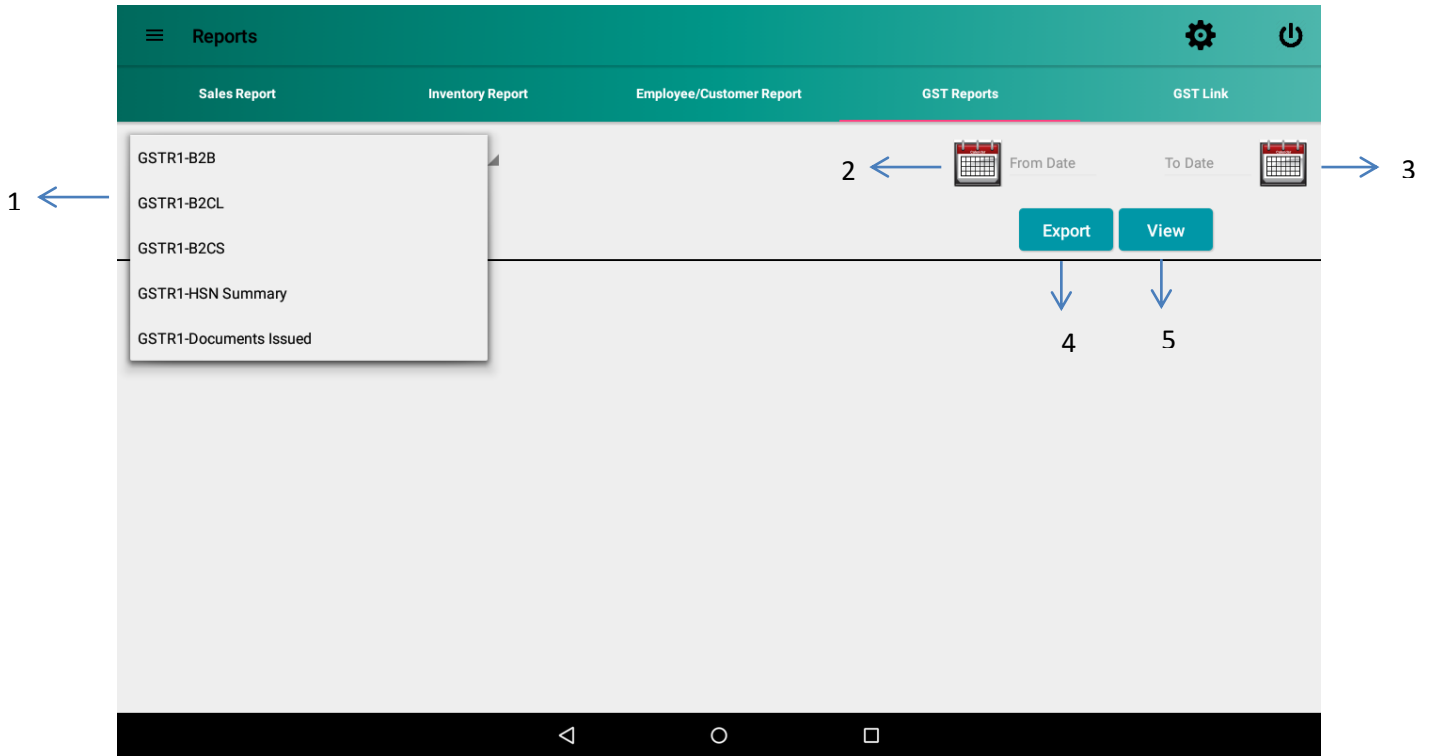 Reports
Sales Report Inventory Report Employee/Customer Report GST Reports GST Link
GSTR1-B2B
2 From Date To Date 3
1
GSTR1-B2CL
Export View
GSTR1-B2CS
GSTR1-HSN Summary
GSTR1-Documents Issued
4 5